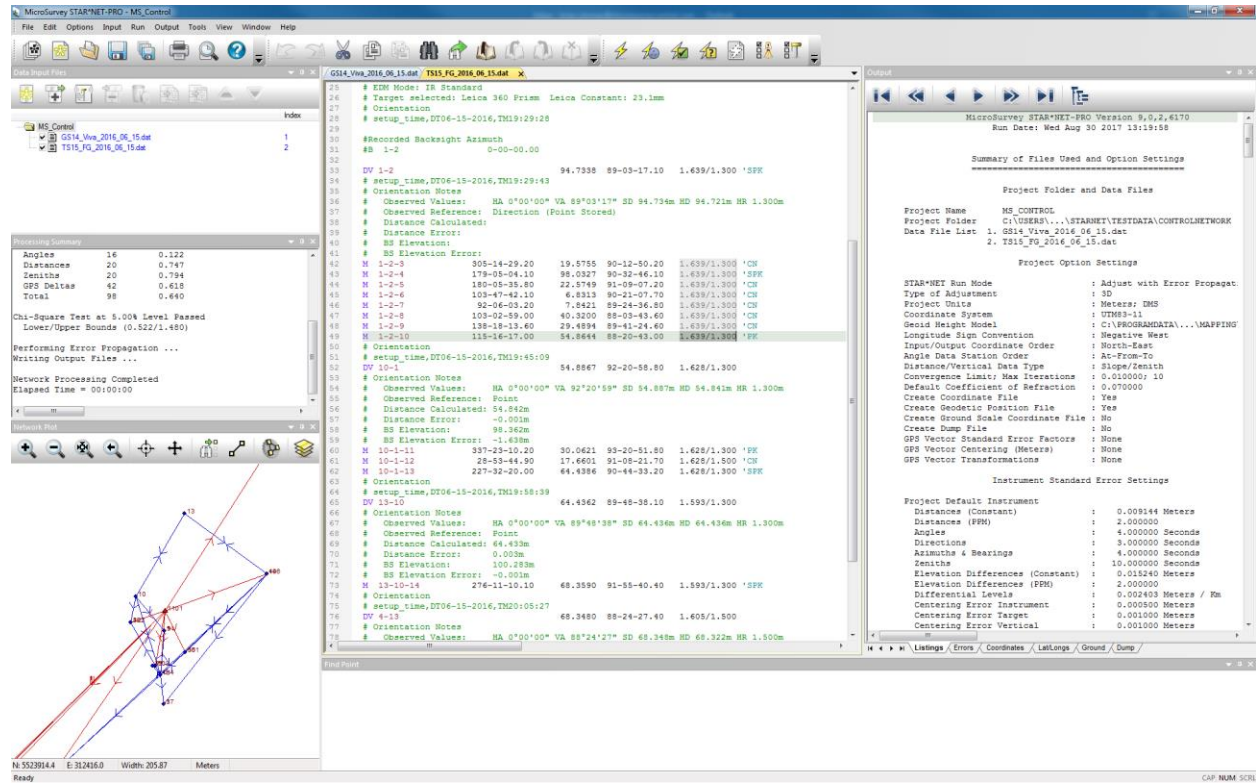 MicroSurvey STAR*NET-PRO - MS_Control
File Edit Options Input Run Output Tools View Window Help
Data Input Files
Index
MS_Control
GS14_Viva_2016_06_15.dat 1
TS15_FG_2016_06_15.dat 2
Processing Summary
Angles 16 0.122
Distances 20 0.747
Zeniths 20 0.794
GPS Deltas 42 0.618
Total 98 0.640
Chi-Square Test at 5.00% Level Passed
Lower/Upper Bounds (0.522/1.480)
Performing Error Propagation ...
Writing Output Files ...
Network Processing Completed
Elapsed Time = 00:00:00
Network Plot
13
10
97
N: 5523914.4 E: 312416.0 Width: 205.87 Meters
Ready
GS14_Viva_2016_06_15.dat TS15_FG_2016_06_15.dat x
25 # EDM Mode: IR Standard
26 # Target selected: Leica 360 Prism Leica Constant: 23.1mm
27 # Orientation
28 # setup_time,DT06-15-2016,TM19:29:28
29
30 #Recorded Backsight Azimuth
31 #B 1-2 0-00-00.00
32
33 DV 1-2 94.7338 89-03-17.10 1.639/1.300 'SPK
34 # setup_time,DT06-15-2016,TM19:29:43
35 # Orientation Notes
36 # Observed Values: HA 0°00'00" VA 89°03'17" SD 94.734m HD 94.721m HR 1.300m
37 # Observed Reference: Direction (Point Stored)
38 # Distance Calculated:
39 # Distance Error:
40 # BS Elevation:
41 # BS Elevation Error:
42 M 1-2-3 305-14-29.20 19.5755 90-12-50.20 1.639/1.300 'CN
43 M 1-2-4 179-05-04.10 98.0327 90-32-46.10 1.639/1.300 'SPK
44 M 1-2-5 180-05-35.80 22.5749 91-09-07.20 1.639/1.300 'CN
45 M 1-2-6 103-47-42.10 6.8313 90-21-07.70 1.639/1.300 'CN
46 M 1-2-7 92-06-03.20 7.8421 89-24-36.80 1.639/1.300 'CN
47 M 1-2-8 103-02-59.00 40.3200 88-03-43.60 1.639/1.300 'CN
48 M 1-2-9 138-18-13.60 29.4894 89-41-24.60 1.639/1.300 'CN
49 M 1-2-10 115-16-17.00 54.8644 88-20-43.00 1.639/1.300 'PK
50 # Orientation
51 # setup_time,DT06-15-2016,TM19:45:09
52 DV 10-1 54.8867 92-20-58.80 1.628/1.300
53 # Orientation Notes
54 # Observed Values: HA 0°00'00" VA 92°20'59" SD 54.887m HD 54.841m HR 1.300m
55 # Observed Reference: Point
56 # Distance Calculated: 54.842m
57 # Distance Error: -0.001m
58 # BS Elevation: 98.362m
59 # BS Elevation Error: -1.638m
60 M 10-1-11 337-23-10.20 30.0621 93-20-51.80 1.628/1.300 'PK
61 M 10-1-12 28-53-44.90 17.6601 91-08-21.70 1.628/1.500 'CN
62 M 10-1-13 227-32-20.00 64.4386 90-44-33.20 1.628/1.300 'SPK
63 # Orientation
64 # setup_time,DT06-15-2016,TM19:58:39
65 DV 13-10 64.4362 89-48-38.10 1.593/1.300
66 # Orientation Notes
67 # Observed Values: HA 0°00'00" VA 89°48'38" SD 64.436m HD 64.436m HR 1.300m
68 # Observed Reference: Point
69 # Distance Calculated: 64.433m
70 # Distance Error: 0.003m
71 # BS Elevation: 100.283m
72 # BS Elevation Error: -0.001m
73 M 13-10-14 276-11-10.10 68.3590 91-55-40.40 1.593/1.300 'SPK
74 # Orientation
75 # setup_time,DT06-15-2016,TM20:05:27
76 DV 4-13 68.3480 88-24-27.40 1.605/1.500
77 # Orientation Notes
78 # Observed Values: HA 0°00'00" VA 88°24'27" SD 68.348m HD 68.322m HR 1.500m
Find Point
Output
MicroSurvey STAR*NET-PRO Version 9,0,2,6170
Run Date: Wed Aug 30 2017 13:19:58
Summary of Files Used and Option Settings
Project Folder and Data Files
Project Name MS_CONTROL
Project Folder C:\USERS\...\STARNET\TESTDATA\CONTROLNETWORK
Data File List 1. GS14_Viva_2016_06_15.dat
2. TS15_FG_2016_06_15.dat
Project Option Settings
STAR*NET Run Mode : Adjust with Error Propagat
Type of Adjustment : 3D
Project Units : Meters; DMS
Coordinate System : UTM83-11
Geoid Height Model : C:\PROGRAMDATA\...\MAPPING
Longitude Sign Convention : Negative West
Input/Output Coordinate Order : North-East
Angle Data Station Order : At-From-To
Distance/Vertical Data Type : Slope/Zenith
Convergence Limit; Max Iterations : 0.010000; 10
Default Coefficient of Refraction : 0.070000
Create Coordinate File : Yes
Create Geodetic Position File : Yes
Create Ground Scale Coordinate File : No
Create Dump File : No
GPS Vector Standard Error Factors : None
GPS Vector Centering (Meters) : None
GPS Vector Transformations : None
Instrument Standard Error Settings
Project Default Instrument
Distances (Constant) : 0.009144 Meters
Distances (PPM) : 2.000000
Angles : 4.000000 Seconds
Directions : 3.000000 Seconds
Azimuths & Bearings : 4.000000 Seconds
Zeniths : 10.000000 Seconds
Elevation Differences (Constant) : 0.015240 Meters
Elevation Differences (PPM) : 2.000000
Differential Levels : 0.002403 Meters / Km
Centering Error Instrument : 0.000500 Meters
Centering Error Target : 0.001000 Meters
Centering Error Vertical : 0.001000 Meters
Listings Errors Coordinates Lat/Longs Ground Dump
CAP NUM SCRL